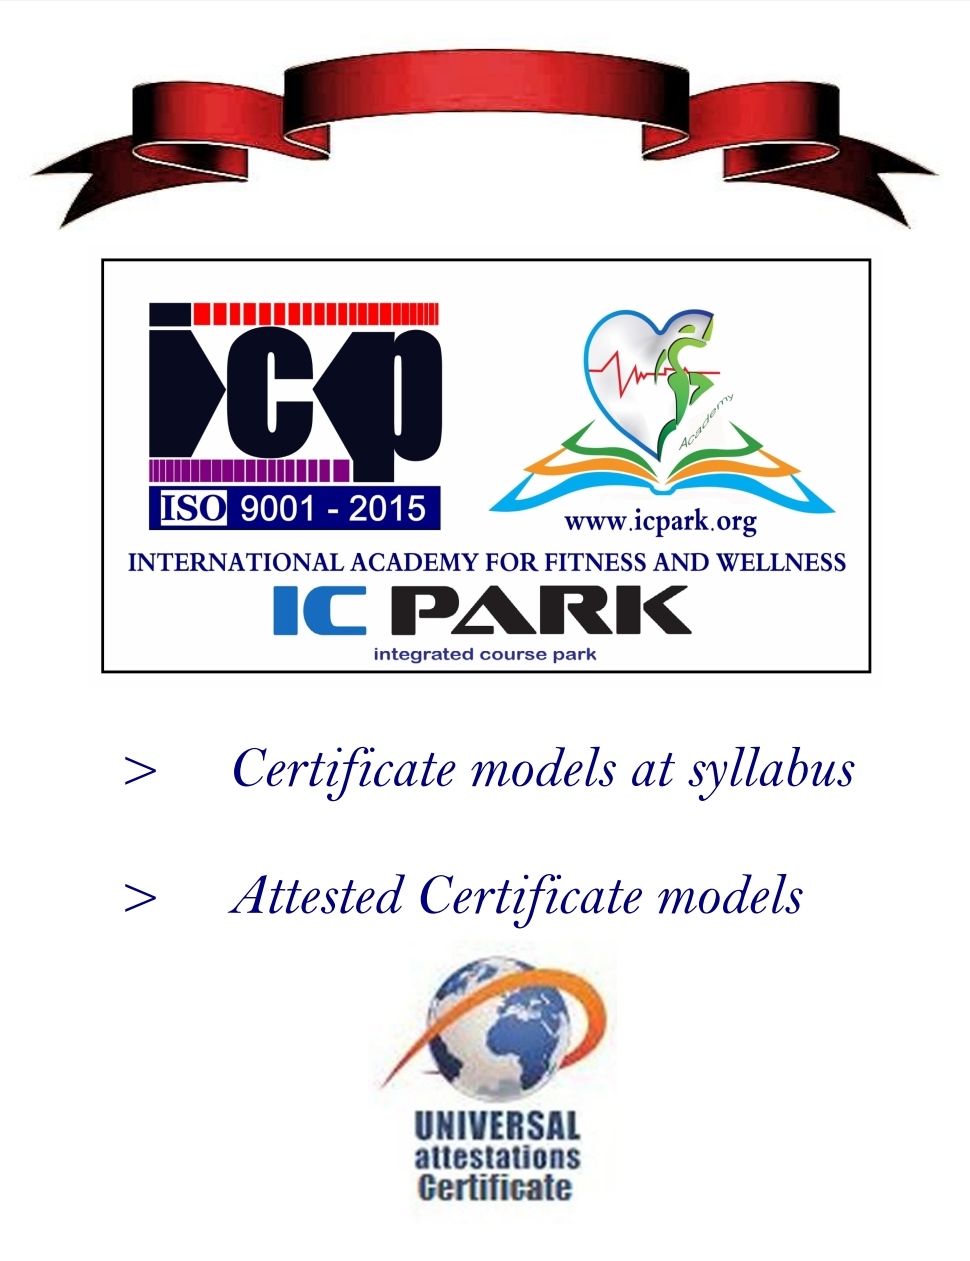 icp
ISO 9001 - 2015
Academy
www.icpark.org
INTERNATIONAL ACADEMY FOR FITNESS AND WELLNESS
IC PARK
integrated course park
> Certificate models at syllabus
> Attested Certificate models
UNIVERSAL
attestations
Certificate